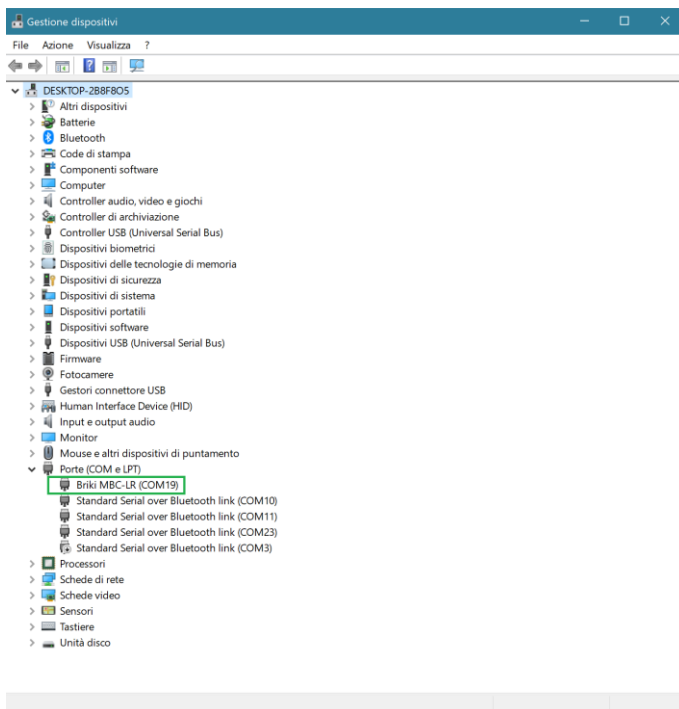 Gestione dispositivi
File Azione Visualizza ?
DESKTOP-2B8F8O5
Altri dispositivi
Batterie
Bluetooth
Code di stampa
Componenti software
Computer
Controller audio, video e giochi
Controller di archiviazione
Controller USB (Universal Serial Bus)
Dispositivi biometrici
Dispositivi delle tecnologie di memoria
Dispositivi di sicurezza
Dispositivi di sistema
Dispositivi portatili
Dispositivi software
Dispositivi USB (Universal Serial Bus)
Firmware
Fotocamere
Gestori connettore USB
Human Interface Device (HID)
Input e output audio
Monitor
Mouse e altri dispositivi di puntamento
Porte (COM e LPT)
Briki MBC-LR (COM19)
Standard Serial over Bluetooth link (COM10)
Standard Serial over Bluetooth link (COM11)
Standard Serial over Bluetooth link (COM23)
Standard Serial over Bluetooth link (COM3)
Processori
Schede di rete
Schede video
Sensori
Tastiere
Unità disco